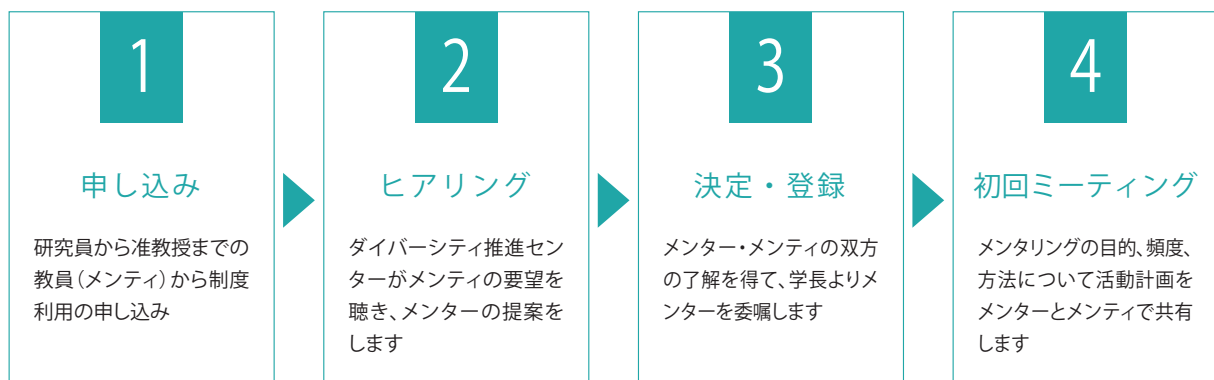 1
申し込み
研究員から准教授までの
教員（メンティ）から制度
利用の申し込み
2
ヒアリング
ダイバーシティ推進セン
ターがメンティの要望を
聴き、メンターの提案を
します
3
決定・登録
メンター・メンティの双方
の了解を得て、学長よりメ
ンターを委嘱します
4
初回ミーティング
メンタリングの目的、頻度、
方法について活動計画を
メンターとメンティで共有
します